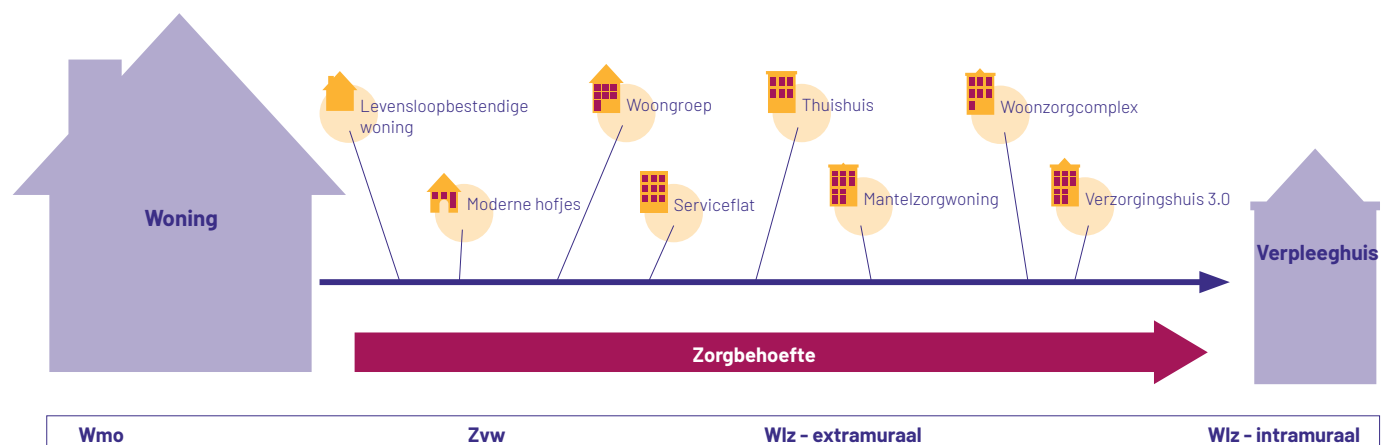 Levensloopbestendige
woning
Woongroep
Thuishuis
Woonzorgcomplex
Moderne hofjes
Serviceflat
Mantelzorgwoning
Verzorgingshuis 3.0
Woning
Verpleeghuis
Zorgbehoefte
Wmo
Zvw
Wlz - extramuraal
Wlz - intramuraal